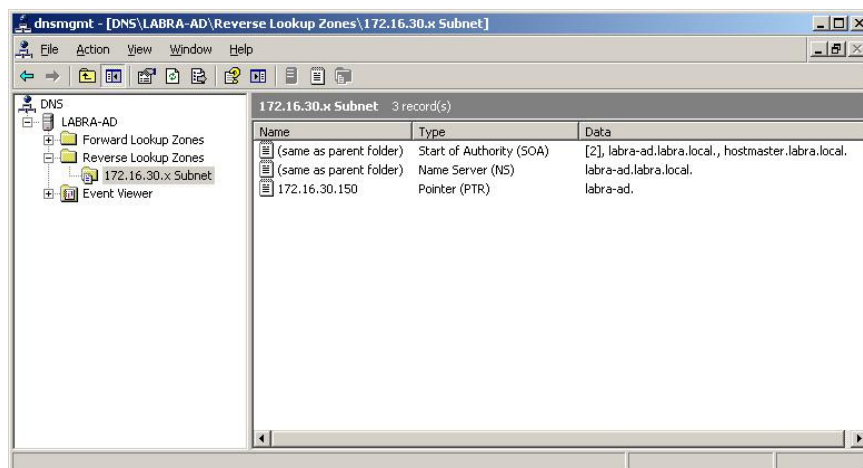 dnsmgmt - [DNS\LABRA-AD\Reverse Lookup Zones\172.16.30.x Subnet]
File Action View Window Help
DNS
LABRA-AD
Forward Lookup Zones
Reverse Lookup Zones
172.16.30.x Subnet
Event Viewer
172.16.30.x Subnet 3 record(s)
Name Type Data
(same as parent folder) Start of Authority (SOA) [2], labra-ad.labra.local., hostmaster.labra.local.
(same as parent folder) Name Server (NS) labra-ad.labra.local.
172.16.30.150 Pointer (PTR) labra-ad.